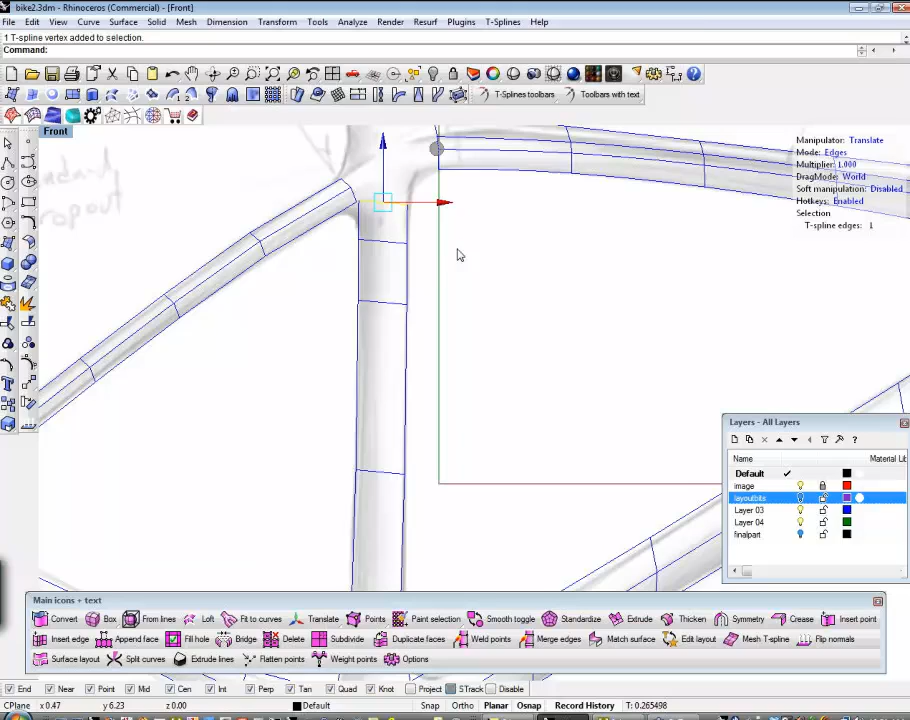 bike2.3dm - Rhinoceros (Commercial) - [Front]
File Edit View Curve Surface Solid Mesh Dimension Transform Tools Analyze Render Resurf Plugins T-Splines Help
1 T-spline vertex added to selection.
Command:
T-Splines toolbars Toolbars with text
Front
Manipulator: Translate
Mode: Edges
Multiplier: 1.000
DragMode: World
Soft manipulation: Disabled
Hotkeys: Enabled
Selection
T-spline edges: 1
Layers - All Layers
Name Material Lib
Default
image
layoutbits
Layer 03
Layer 04
finalpart
Main icons + text
Convert Box From lines Loft Fit to curves Translate Points Paint selection Smooth toggle Standardize Extrude Thicken Symmetry Crease Insert point
Insert edge Append face Fill hole Bridge Delete Subdivide Duplicate faces Weld points Merge edges Match surface Edit layout Mesh T-spline Flip normals
Surface layout Split curves Extrude lines Flatten points Weight points Options
End Near Point Mid Cen Int Perp Tan Quad Knot Project STrack Disable
CPlane x 0.47 y 6.23 z 0.00 Default Snap Ortho Planar Osnap Record History T: 0.265498